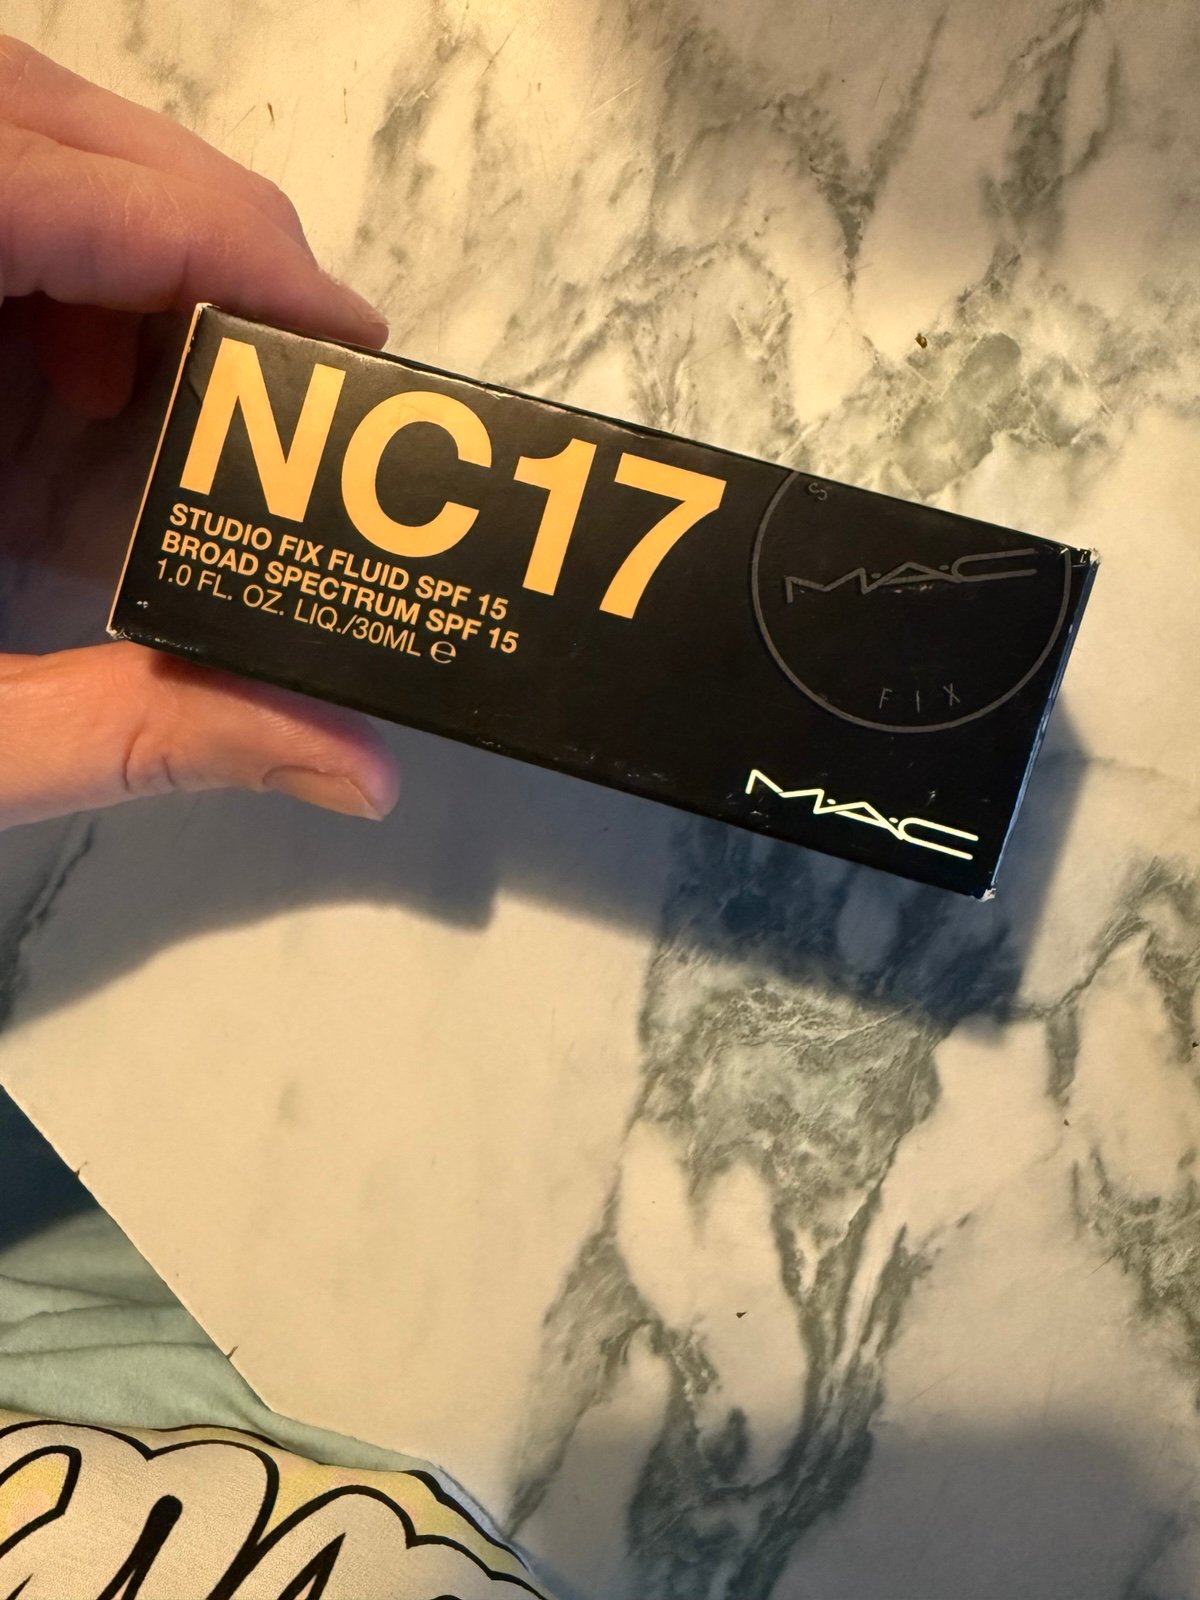 NC17
STUDIO FIX FLUID SPF 15
BROAD SPECTRUM SPF 15
1.0 FL. OZ. LIQ./30ML ℮
S
M·A·C
FIX
M·A·C